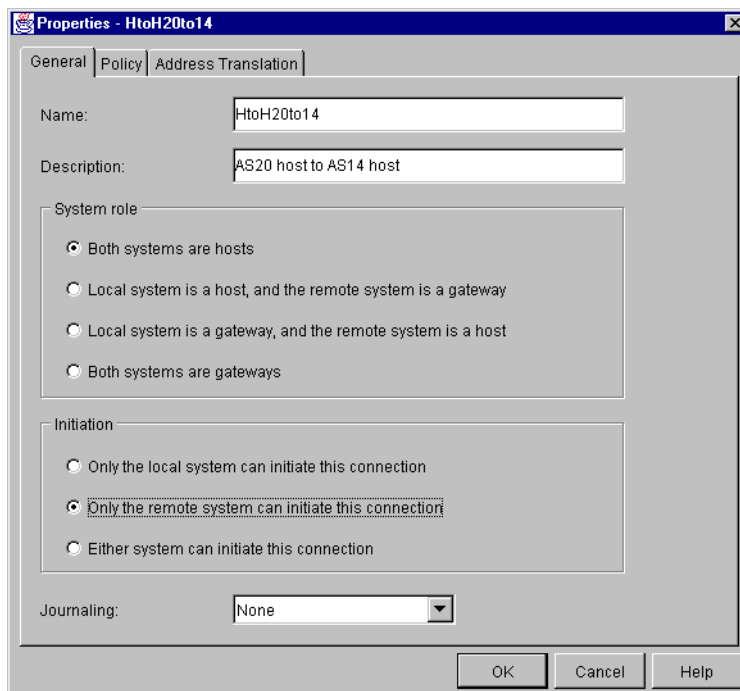 Properties - HtoH20to14
General
Policy
Address Translation
Name:
HtoH20to14
Description:
AS20 host to AS14 host
System role
Both systems are hosts
Local system is a host, and the remote system is a gateway
Local system is a gateway, and the remote system is a host
Both systems are gateways
Initiation
Only the local system can initiate this connection
Only the remote system can initiate this connection
Either system can initiate this connection
Journaling:
None
OK
Cancel
Help